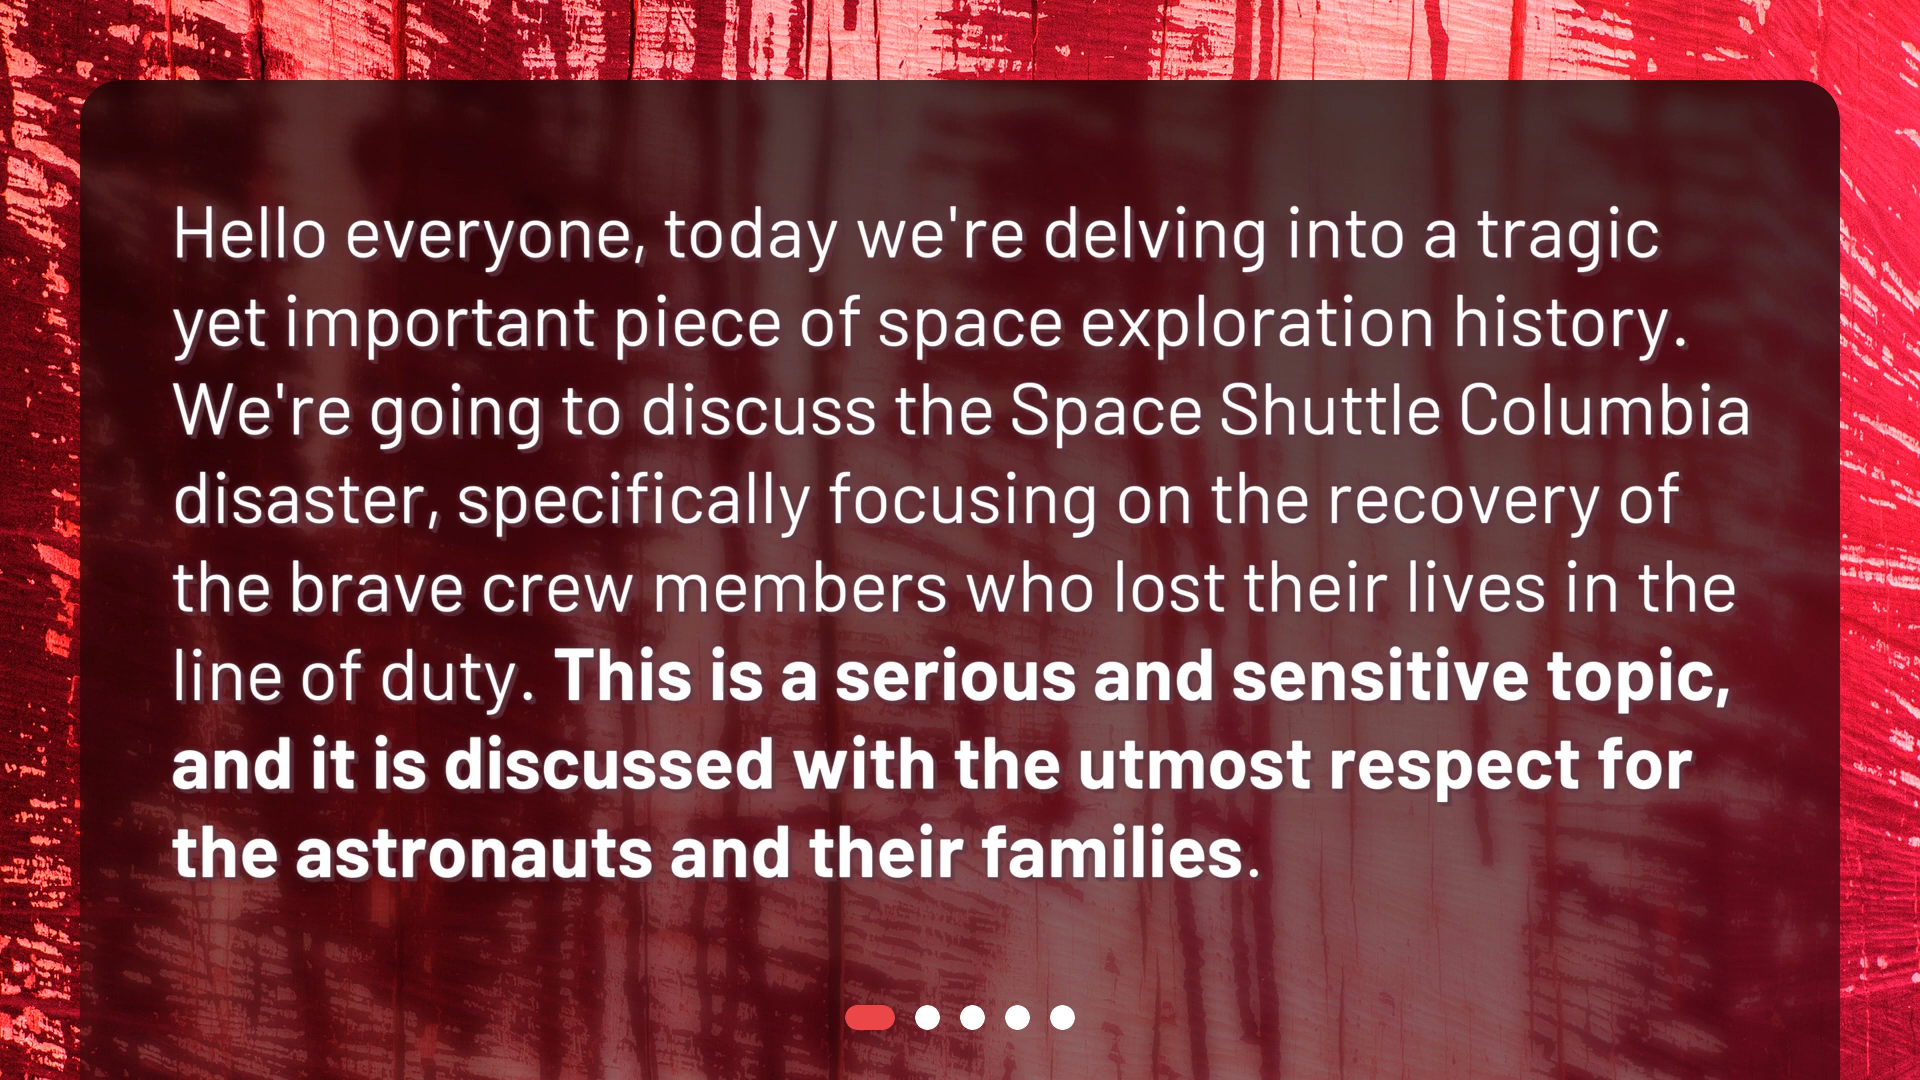 Hello everyone, today we're delving into a tragic
yet important piece of space exploration history.
We're going to discuss the Space Shuttle Columbia
disaster, specifically focusing on the recovery of
the brave crew members who lost their lives in the
line of duty. This is a serious and sensitive topic,
and it is discussed with the utmost respect for
the astronauts and their families.